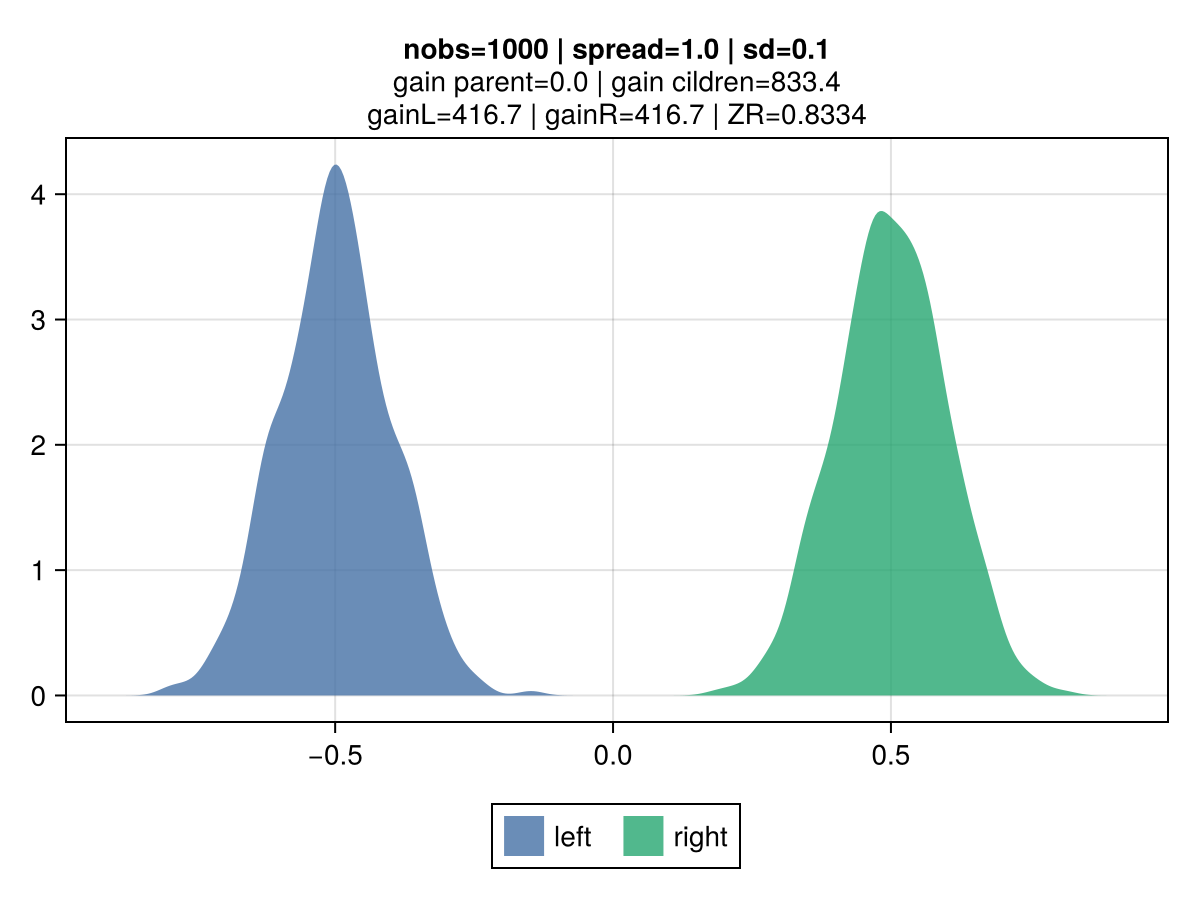 nobs=1000 | spread=1.0 | sd=0.1
gain parent=0.0 | gain cildren=833.4
gainL=416.7 | gainR=416.7 | ZR=0.8334
4
3
2
1
0
−0.5
0.0
0.5
left
right